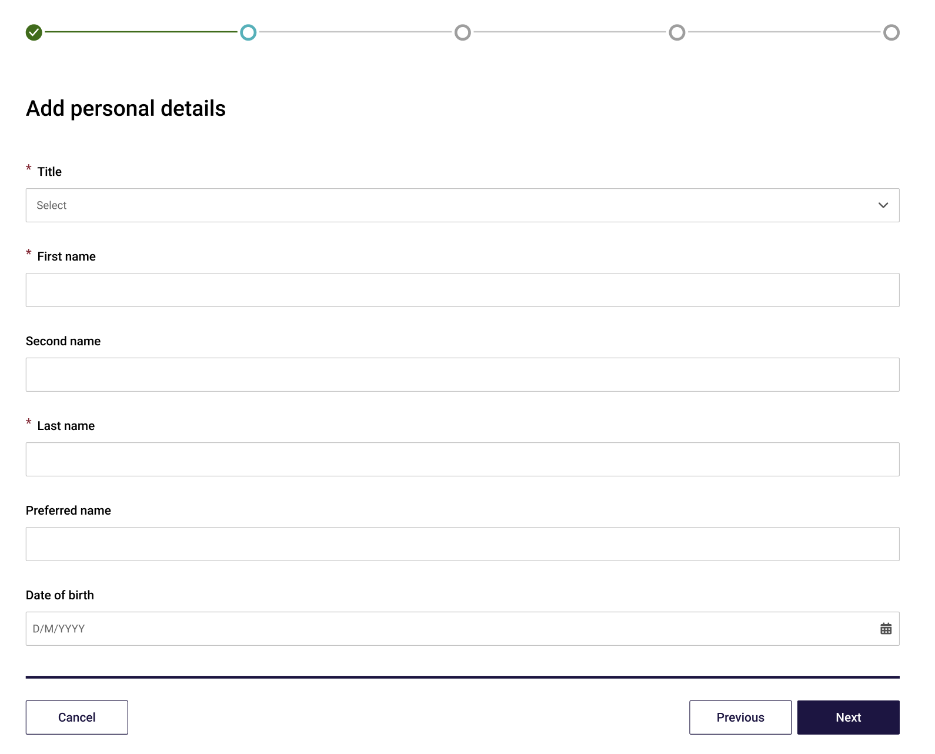 Add personal details
* Title
Select
* First name
Second name
* Last name
Preferred name
Date of birth
D/M/YYYY
Cancel
Previous
Next